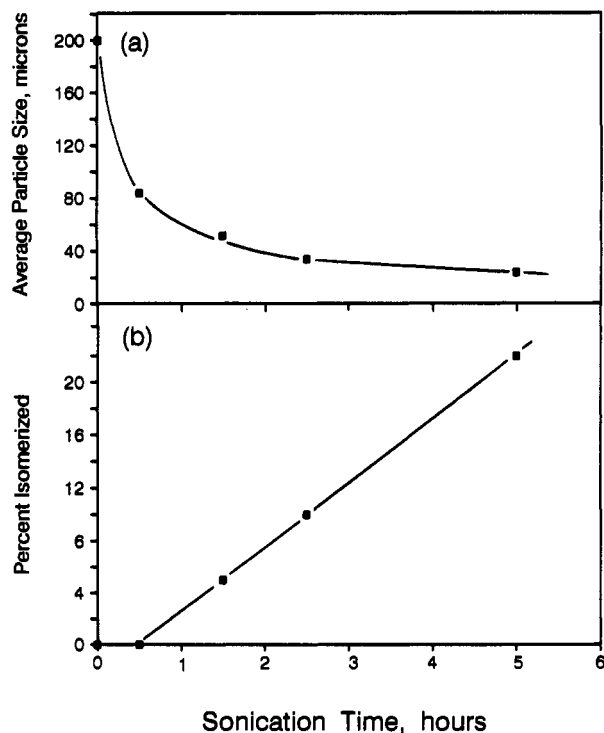 (a)
Average Particle Size, microns
200
160
120
80
40
0
(b)
Percent Isomerized
20
16
12
6
4
0
0 1 2 3 4 5 6
Sonication Time, hours